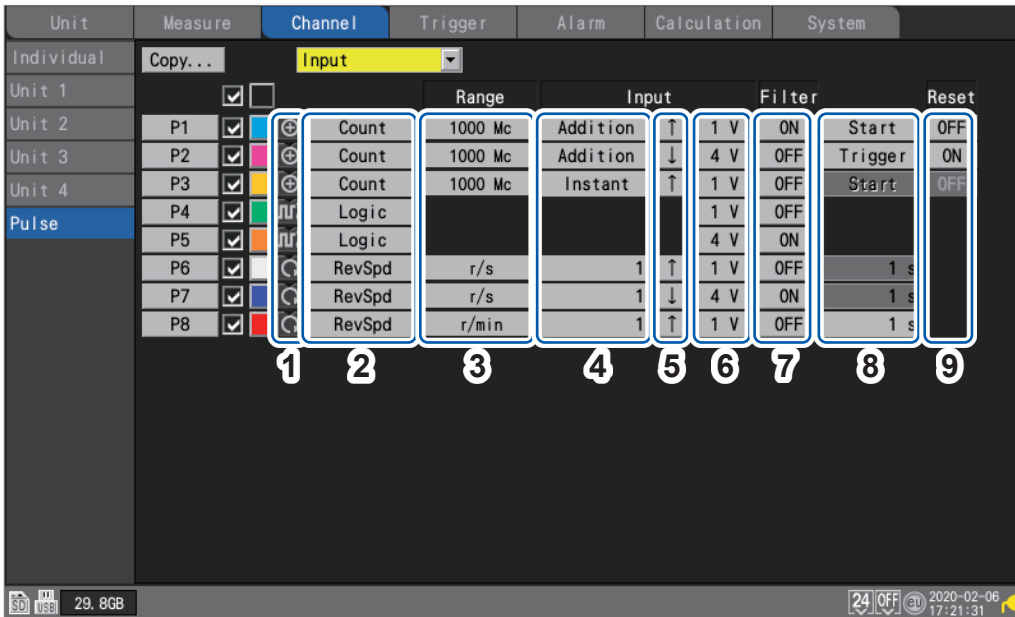 Unit Measure Channel Trigger Alarm Calculation System
Individual Copy... Input
Unit 1 Range Input Filter Reset
Unit 2 P1 Count 1000 Mc Addition ↑ 1 V ON Start OFF
Unit 3 P2 Count 1000 Mc Addition ↓ 4 V OFF Trigger ON
Unit 4 P3 Count 1000 Mc Instant ↑ 1 V OFF Start OFF
Pulse P4 Logic 1 V OFF
P5 Logic 4 V ON
P6 RevSpd r/s 1 ↑ 1 V OFF 1 s
P7 RevSpd r/s 1 ↓ 4 V ON 1 s
P8 RevSpd r/min 1 ↑ 1 V OFF 1 s
1 2 3 4 5 6 7 8 9
SD USB 29.8GB 24 OFF 2020-02-06
17:21:31